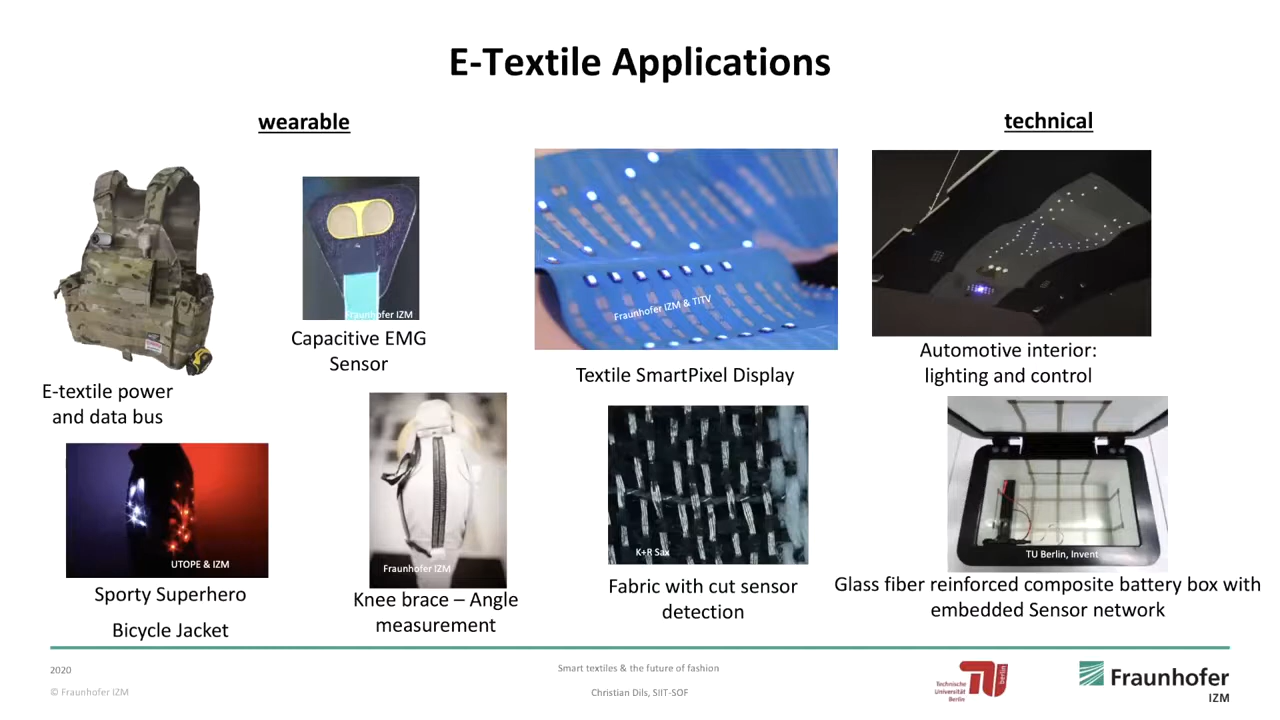 E-Textile Applications
wearable
technical
Fraunhofer IZM
Capacitive EMG
Sensor
Fraunhofer IZM & TITV
Textile SmartPixel Display
Automotive interior:
lighting and control
E-textile power
and data bus
UTOPE & IZM
Sporty Superhero
Bicycle Jacket
Fraunhofer IZM
Knee brace – Angle
measurement
K+R Sax
Fabric with cut sensor
detection
TU Berlin, Invent
Glass fiber reinforced composite battery box with
embedded Sensor network
2020
© Fraunhofer IZM
Smart textiles & the future of fashion
Christian Dils, SIIT-SOF
Technische
Universität
Berlin
berlin
Fraunhofer
IZM